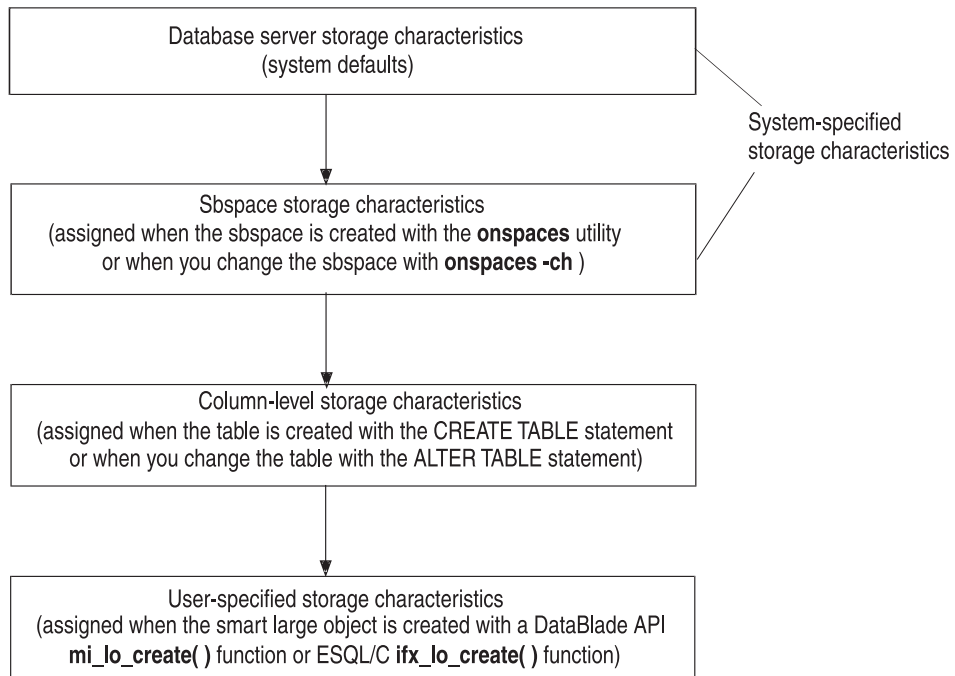 Database server storage characteristics
(system defaults)
System-specified
storage characteristics
Sbspace storage characteristics
(assigned when the sbspace is created with the onspaces utility
or when you change the sbspace with onspaces -ch )
Column-level storage characteristics
(assigned when the table is created with the CREATE TABLE statement
or when you change the table with the ALTER TABLE statement)
User-specified storage characteristics
(assigned when the smart large object is created with a DataBlade API
mi_lo_create( ) function or ESQL/C ifx_lo_create( ) function)